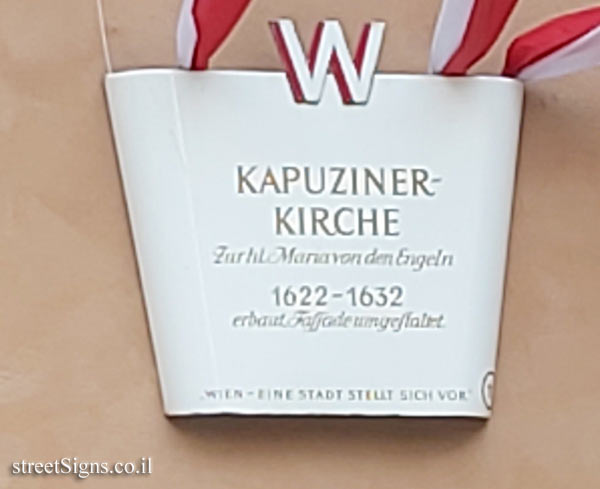 W
KAPUZINER-
KIRCHE
Zur hl. Maria von den Engeln
1622-1632
erbaut, Fassade umgestaltet.
„WIEN - EINE STADT STELLT SICH VOR"
streetSigns.co.il